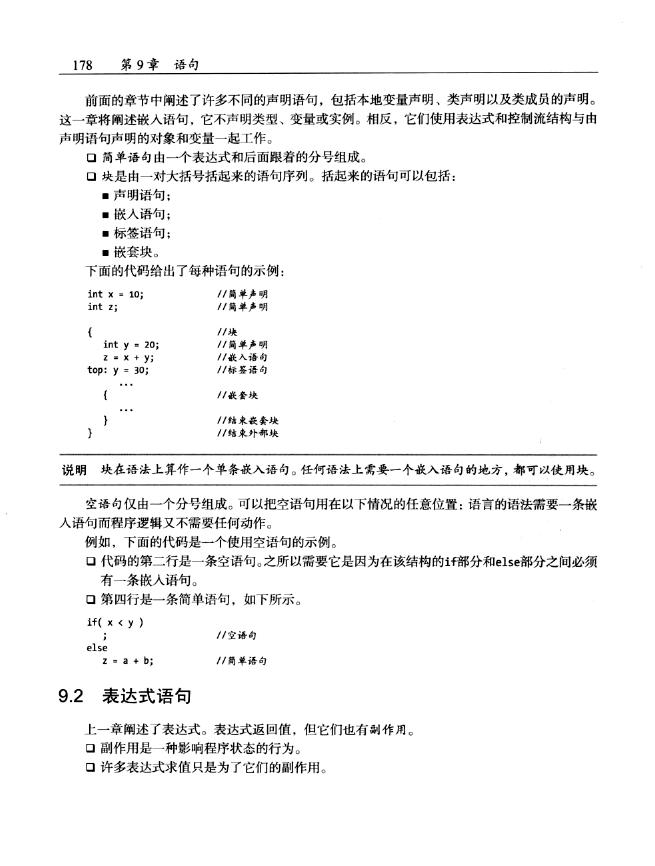 178 第9章 语句
前面的章节中阐述了许多不同的声明语句，包括本地变量声明、类声明以及类成员的声明。
这一章将阐述嵌入语句，它不声明类型、变量或实例。相反，它们使用表达式和控制流结构与由
声明语句声明的对象和变量一起工作。
❑ 简单语句由一个表达式和后面跟着的分号组成。
❑ 块是由一对大括号括起来的语句序列。括起来的语句可以包括：
■ 声明语句；
■ 嵌入语句；
■ 标签语句；
■ 嵌套块。
下面的代码给出了每种语句的示例：
int x = 10; //简单声明
int z; //简单声明
{ //块
int y = 20; //简单声明
z = x + y; //嵌入语句
top: y = 30; //标签语句
...
{ //嵌套块
...
} //结束嵌套块
} //结束外部块
说明 块在语法上算作一个单条嵌入语句。任何语法上需要一个嵌入语句的地方，都可以使用块。
空语句仅由一个分号组成。可以把空语句用在以下情况的任意位置：语言的语法需要一条嵌
入语句而程序逻辑又不需要任何动作。
例如，下面的代码是一个使用空语句的示例。
❑ 代码的第二行是一条空语句。之所以需要它是因为在该结构的if部分和else部分之间必须
有一条嵌入语句。
❑ 第四行是一条简单语句，如下所示。
if( x < y )
; //空语句
else
z = a + b; //简单语句
9.2 表达式语句
上一章阐述了表达式。表达式返回值，但它们也有副作用。
❑ 副作用是一种影响程序状态的行为。
❑ 许多表达式求值只是为了它们的副作用。